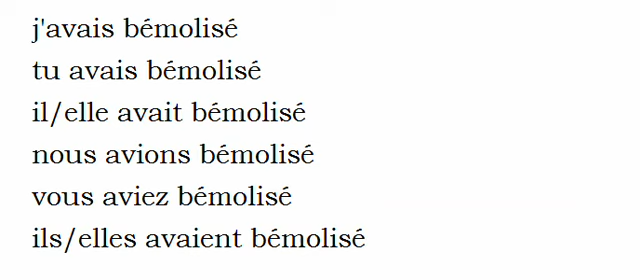 j'avais bémolisé
tu avais bémolisé
il/elle avait bémolisé
nous avions bémolisé
vous aviez bémolisé
ils/elles avaient bémolisé